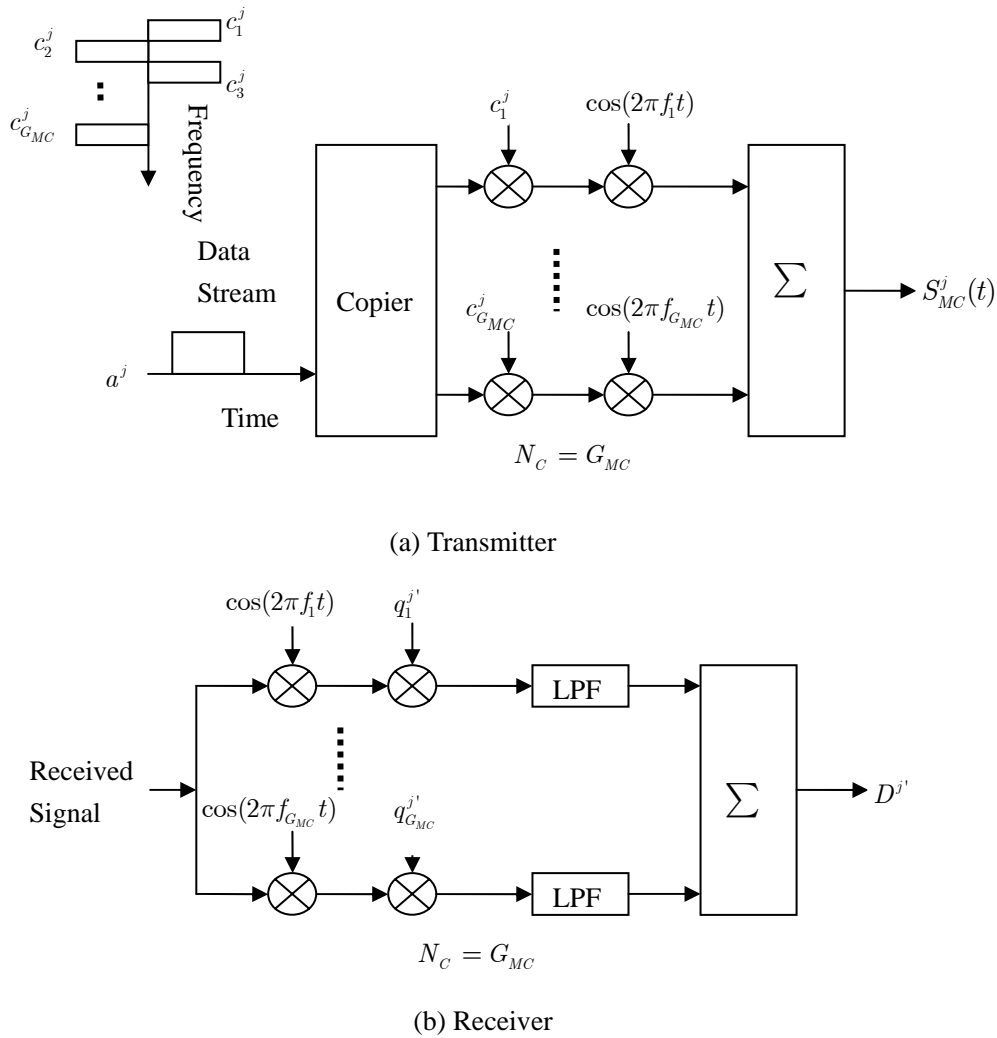 c_1^j
c_2^j
c_3^j
c_{G_{MC}}^j
Frequency
Data
Stream
a^j
Time
Copier
c_1^j
cos(2πf_1t)
c_{G_{MC}}^j
cos(2πf_{G_{MC}}t)
∑
S_{MC}^j(t)
N_C = G_{MC}
(a) Transmitter
cos(2πf_1t)
q_1^{j'}
LPF
Received
Signal
cos(2πf_{G_{MC}}t)
q_{G_{MC}}^{j'}
LPF
∑
D^{j'}
N_C = G_{MC}
(b) Receiver